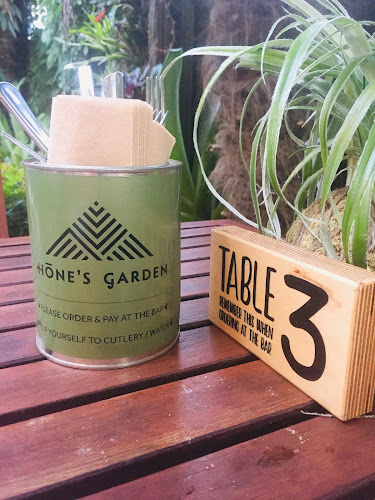 HŌNE'S GARDEN
PLEASE ORDER & PAY AT THE BAR
YOURSELF TO CUTLERY / WATER
TABLE
3
REMEMBER THIS WHEN
ORDERING AT THE BAR